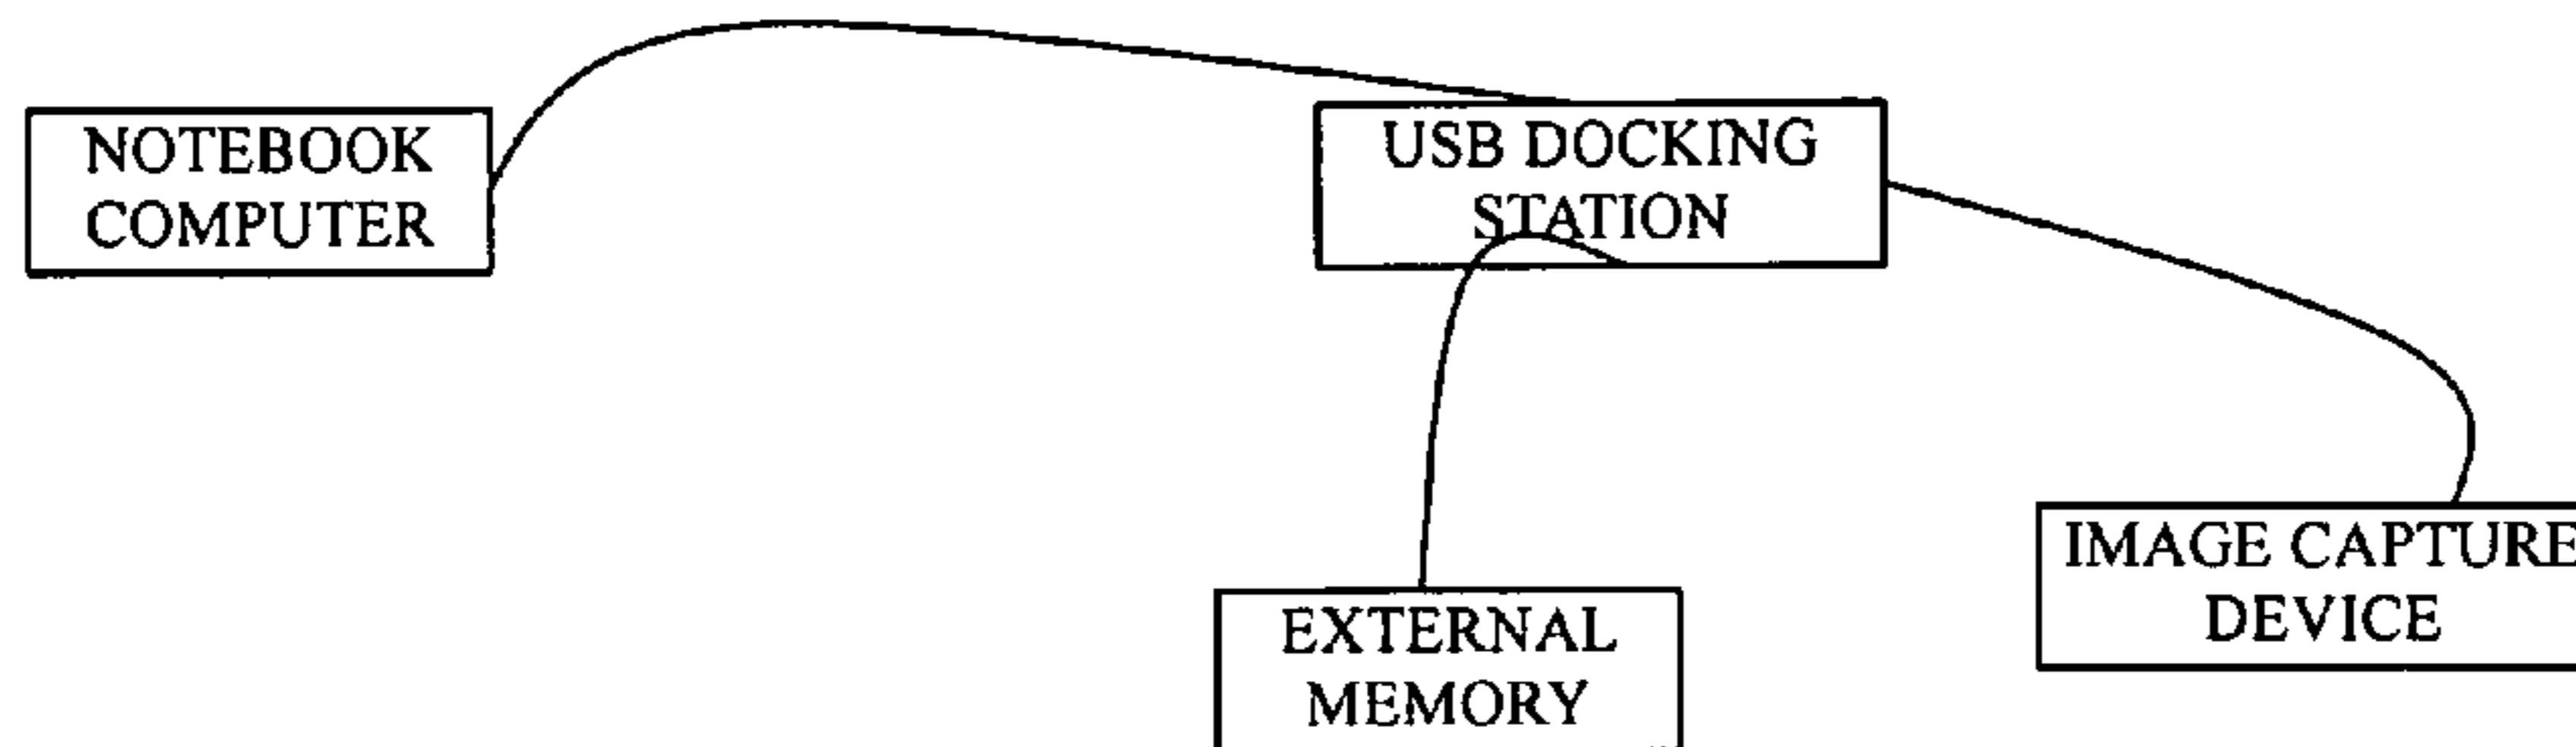 NOTEBOOK
COMPUTER
USB DOCKING
STATION
EXTERNAL
MEMORY
IMAGE CAPTURE
DEVICE